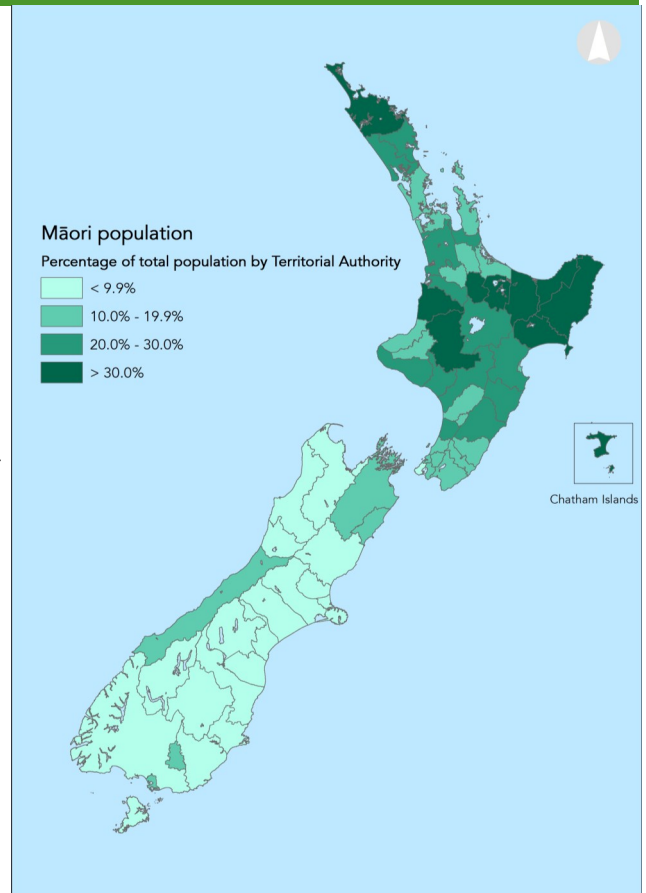 Māori population
Percentage of total population by Territorial Authority
< 9.9%
10.0% - 19.9%
20.0% - 30.0%
> 30.0%
Chatham Islands